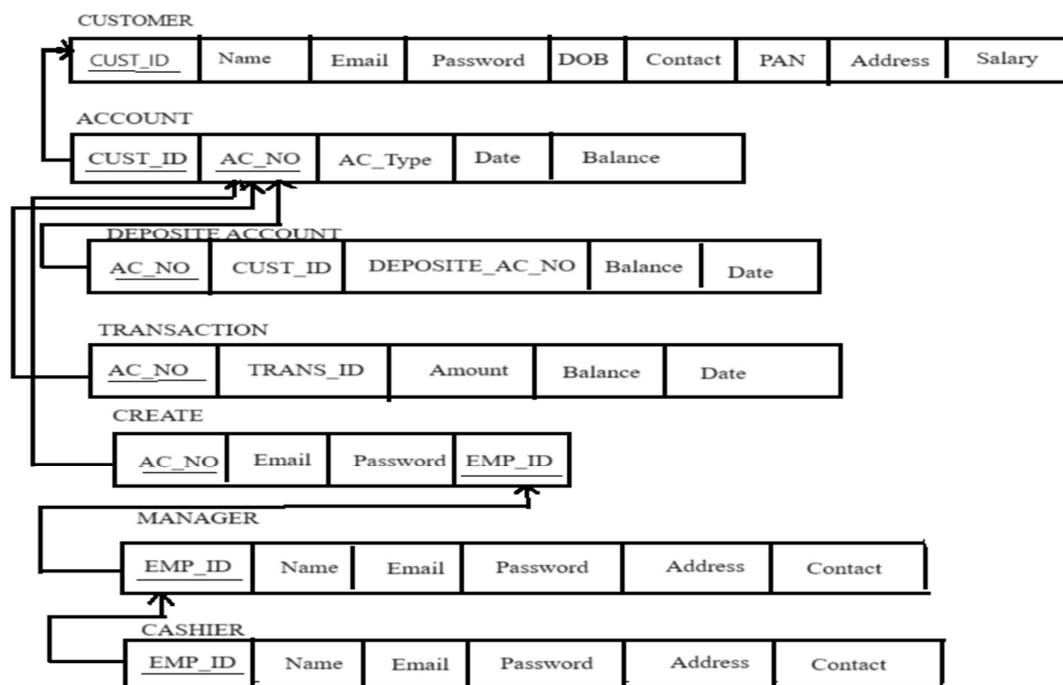 CUSTOMER
CUST_ID Name Email Password DOB Contact PAN Address Salary
ACCOUNT
CUST_ID AC_NO AC_Type Date Balance
DEPOSITE ACCOUNT
AC_NO CUST_ID DEPOSITE_AC_NO Balance Date
TRANSACTION
AC_NO TRANS_ID Amount Balance Date
CREATE
AC_NO Email Password EMP_ID
MANAGER
EMP_ID Name Email Password Address Contact
CASHIER
EMP_ID Name Email Password Address Contact